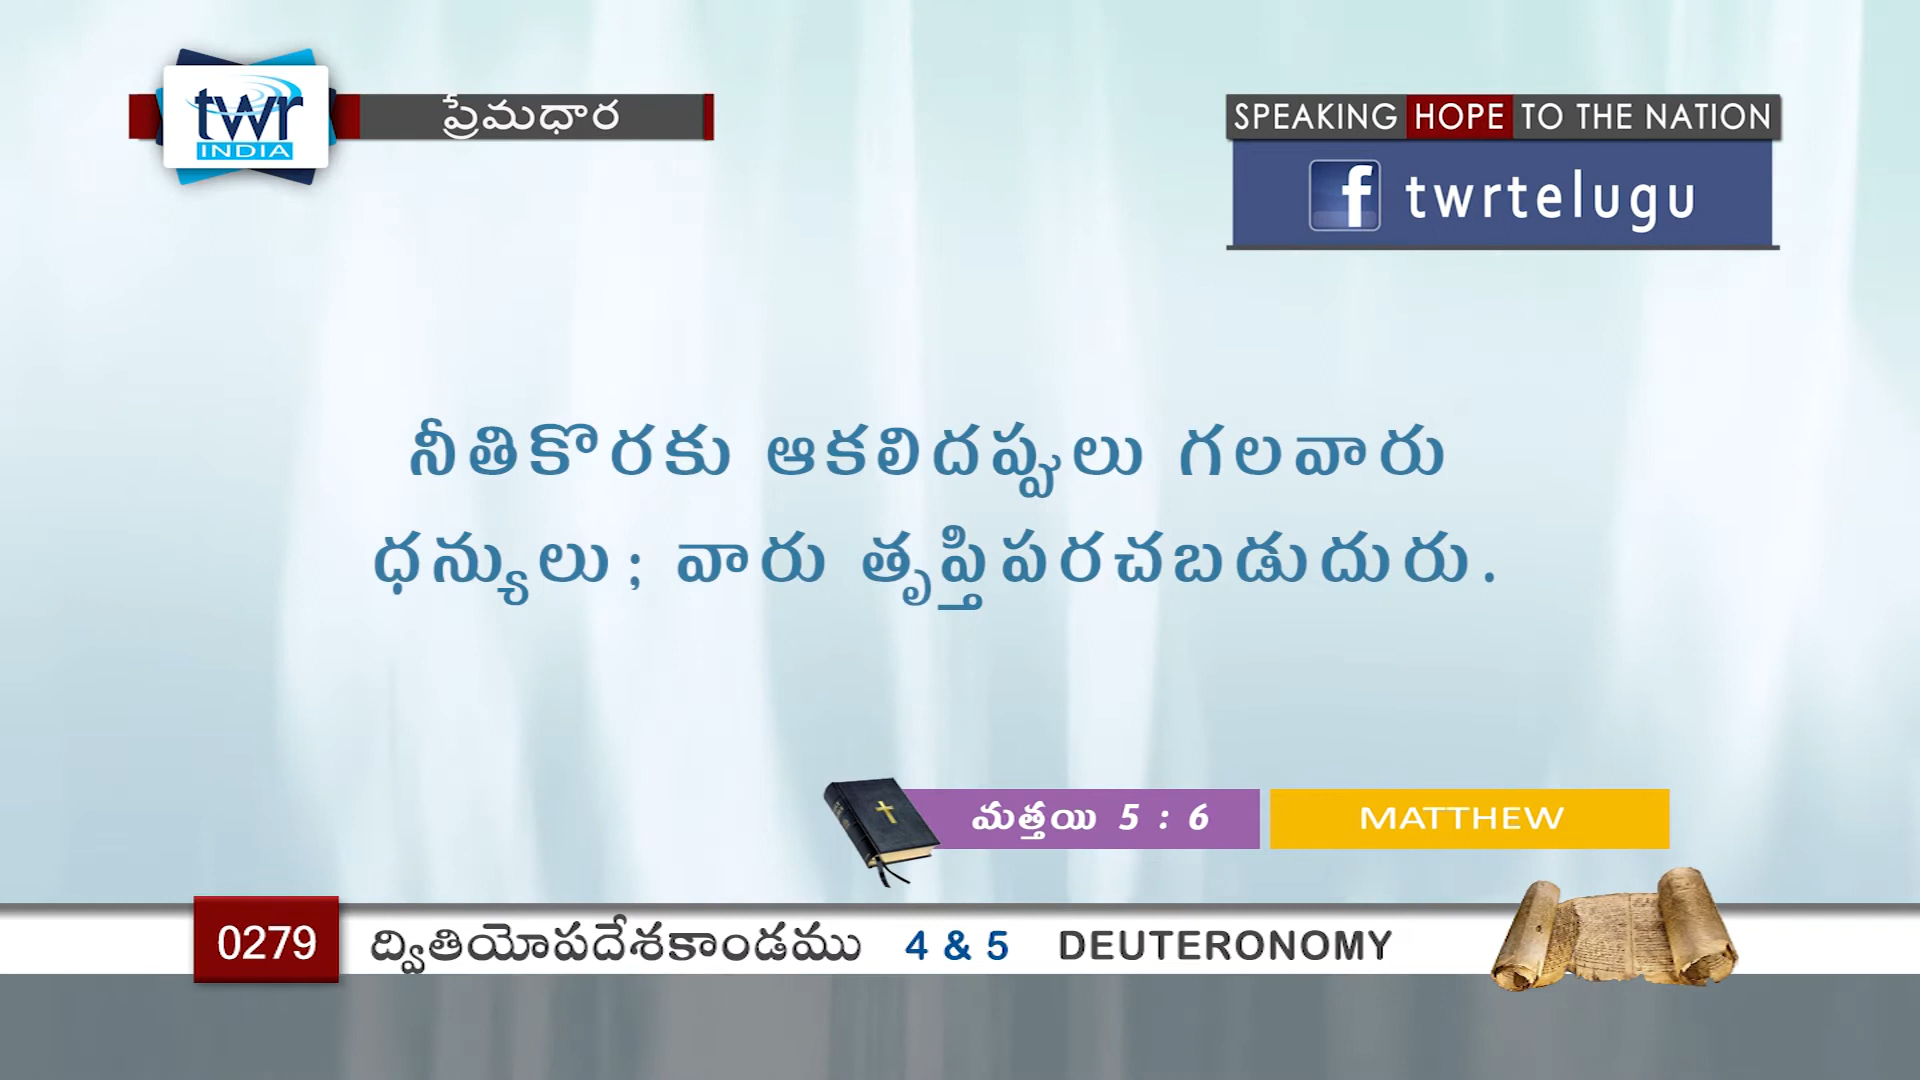 twr
INDIA
ప్రేమధార
SPEAKING HOPE TO THE NATION
f twrtelugu
నీతికొరకు ఆకలిదప్పులు గలవారు
ధన్యులు; వారు తృప్తిపరచబడుదురు.
మత్తయి 5 : 6 MATTHEW
0279 ద్వితియోపదేశకాండము 4 & 5 DEUTERONOMY